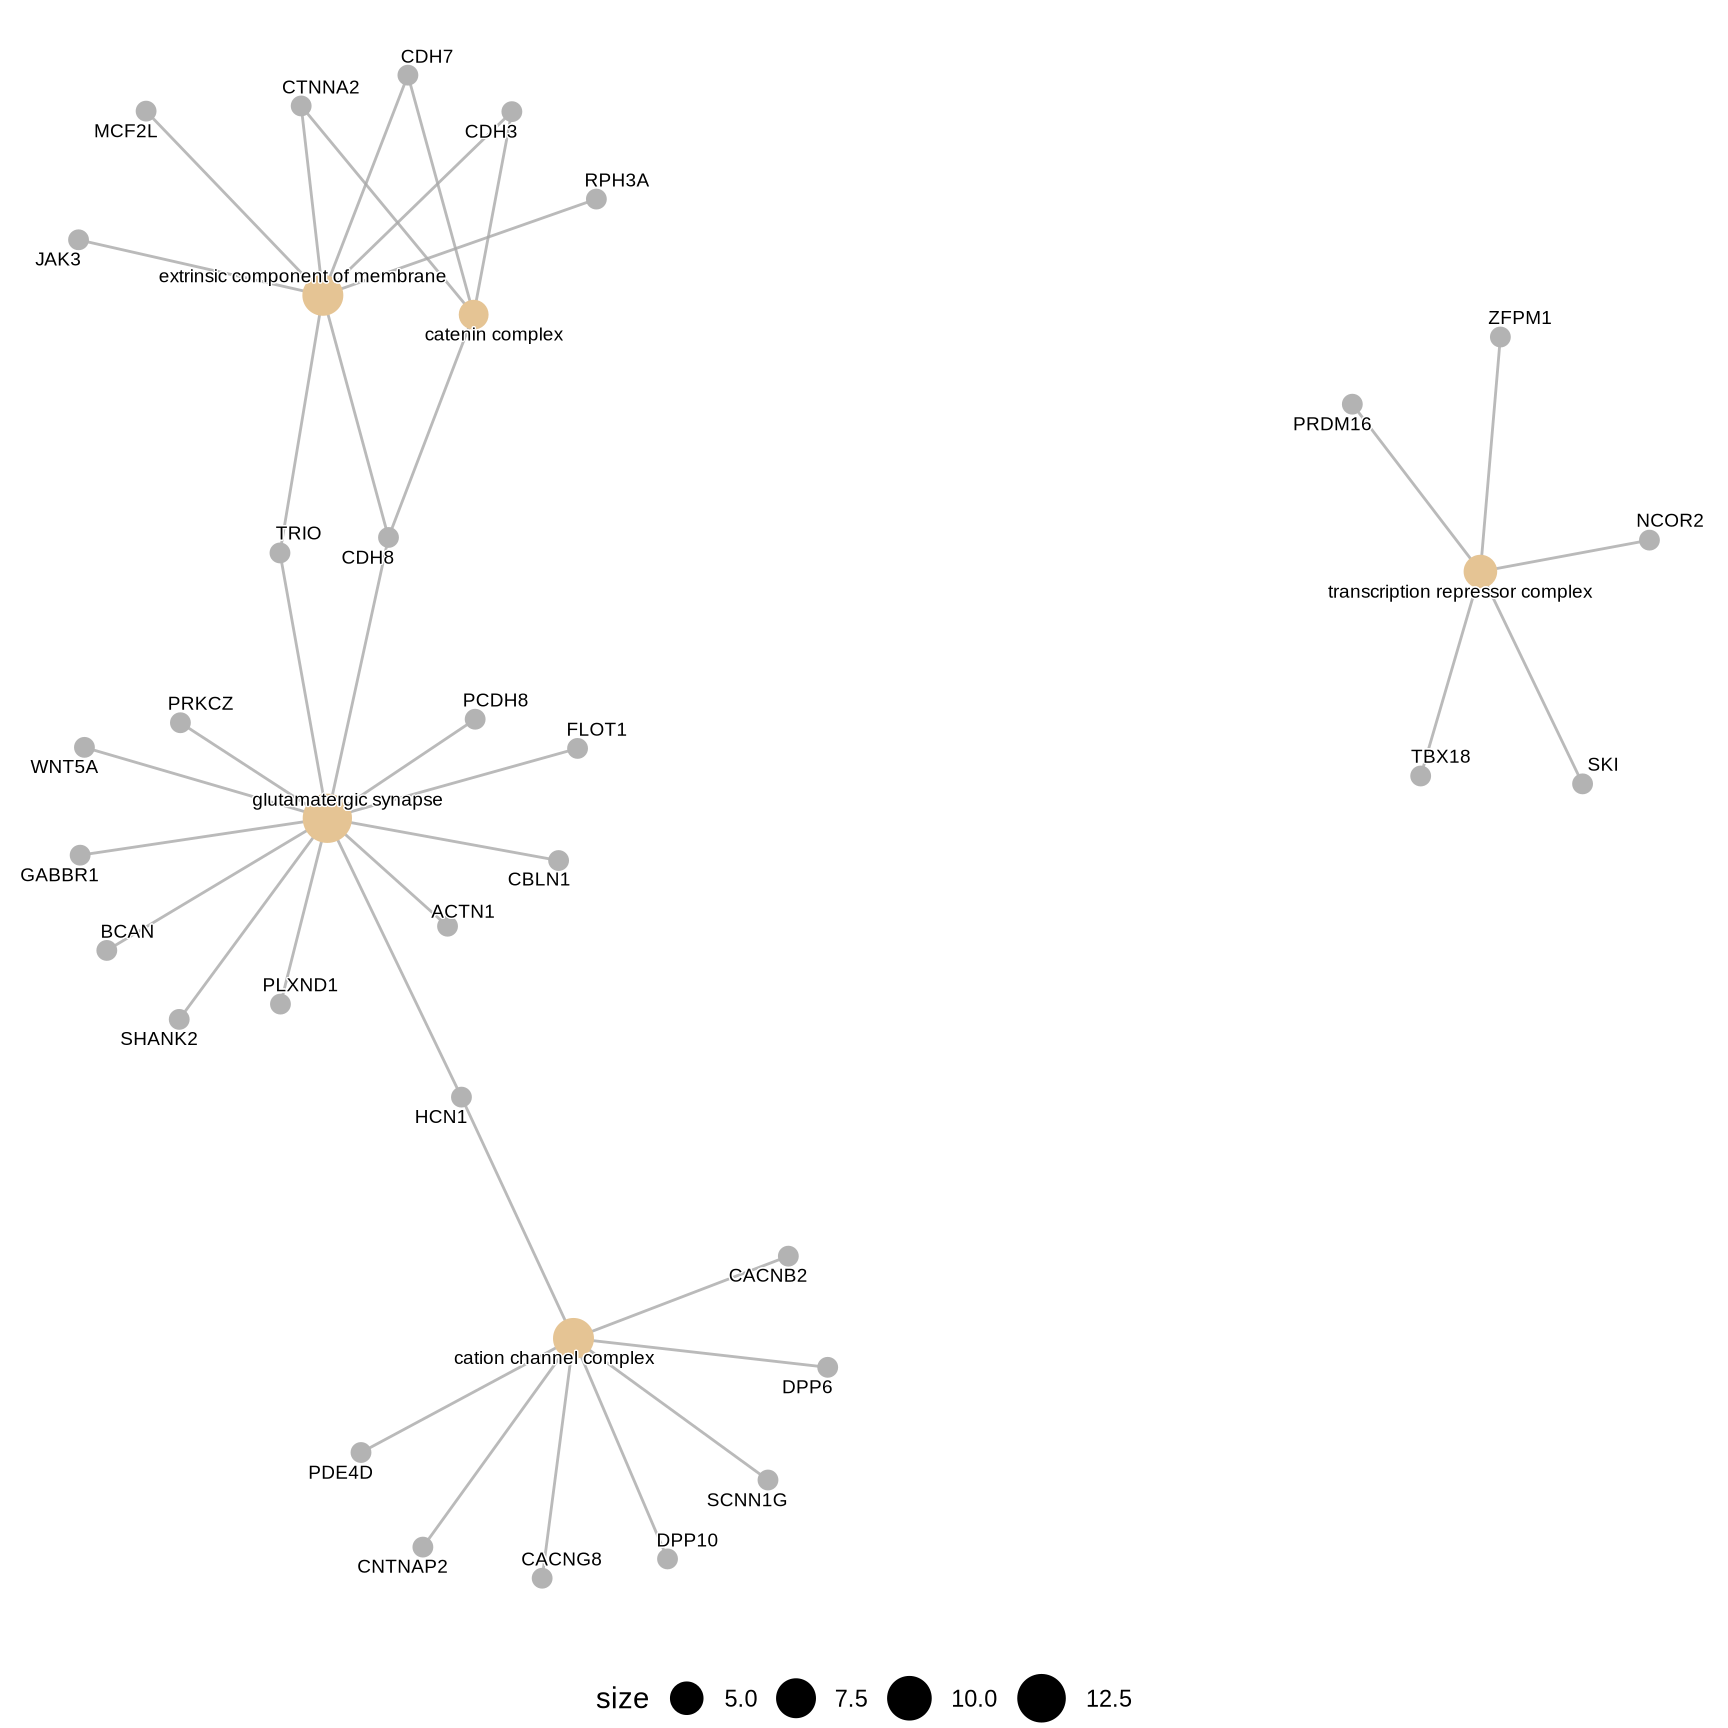 CDH7
CTNNA2
MCF2L
CDH3
RPH3A
JAK3
extrinsic component of membrane
catenin complex
ZFPM1
PRDM16
NCOR2
TRIO
CDH8
transcription repressor complex
PRKCZ
PCDH8
FLOT1
WNT5A
TBX18
SKI
glutamatergic synapse
GABBR1
CBLN1
ACTN1
BCAN
PLXND1
SHANK2
HCN1
CACNB2
cation channel complex
DPP6
PDE4D
SCNN1G
DPP10
CNTNAP2
CACNG8
size 5.0 7.5 10.0 12.5